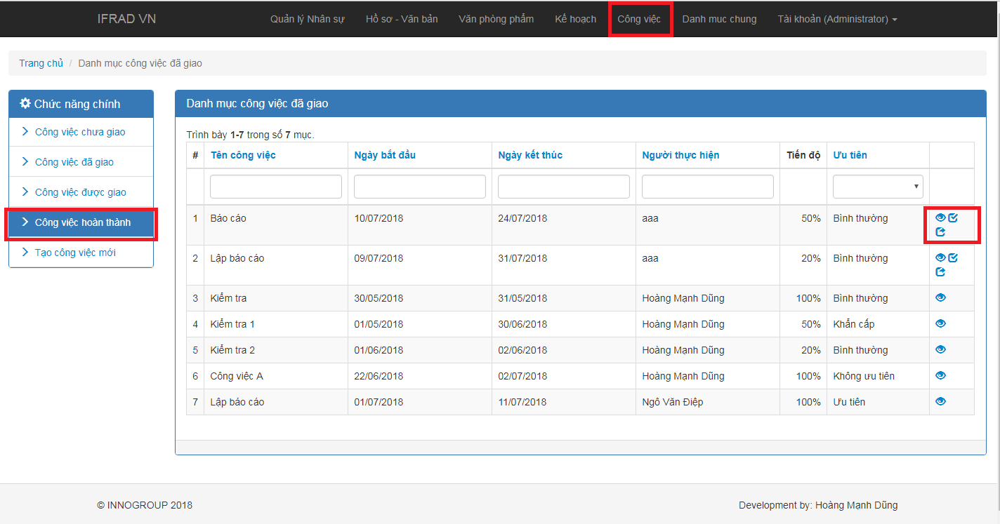 IFRAD VN Quản lý Nhân sự Hồ sơ - Văn bản Văn phòng phẩm Kế hoạch Công việc Danh muc chung Tài khoản (Administrator)
Trang chủ / Danh mục công việc đã giao
Chức năng chính
Công việc chưa giao
Công việc đã giao
Công việc được giao
Công việc hoàn thành
Tạo công việc mới
Danh mục công việc đã giao
Trình bày 1-7 trong số 7 mục.
# Tên công việc Ngày bắt đầu Ngày kết thúc Người thực hiện Tiến độ Ưu tiên
1 Báo cáo 10/07/2018 24/07/2018 aaa 50% Bình thường
2 Lập báo cáo 09/07/2018 31/07/2018 aaa 20% Bình thường
3 Kiểm tra 30/05/2018 31/05/2018 Hoàng Mạnh Dũng 100% Bình thường
4 Kiểm tra 1 01/05/2018 30/06/2018 Hoàng Mạnh Dũng 50% Khẩn cấp
5 Kiểm tra 2 01/06/2018 02/06/2018 Hoàng Mạnh Dũng 20% Bình thường
6 Công việc A 22/06/2018 02/07/2018 Hoàng Mạnh Dũng 100% Không ưu tiên
7 Lập báo cáo 01/07/2018 11/07/2018 Ngô Văn Điệp 100% Ưu tiên
© INNOGROUP 2018 Development by: Hoàng Mạnh Dũng